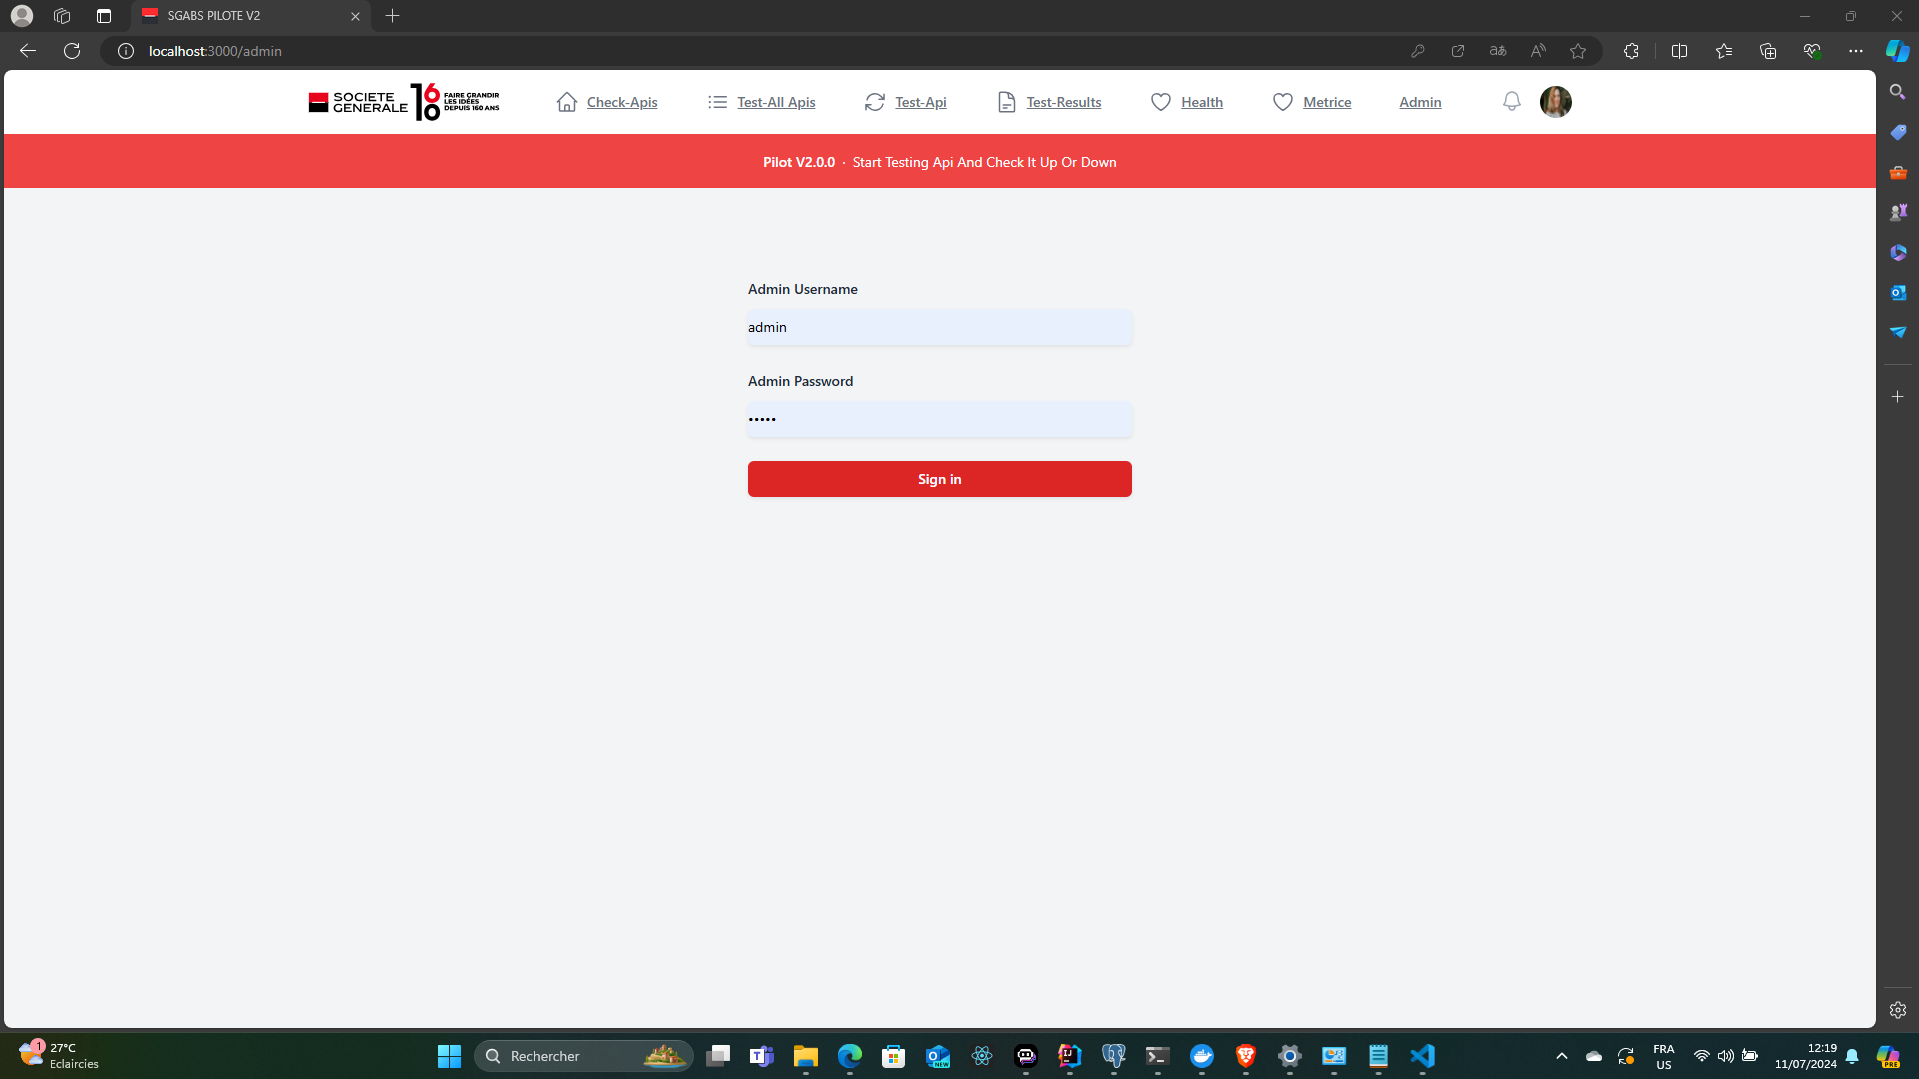 SGABS PILOTE V2
localhost:3000/admin
SOCIETE GENERALE
160
FAIRE GRANDIR
LES IDÉES
DEPUIS 160 ANS
Check-Apis
Test-All Apis
Test-Api
Test-Results
Health
Metrice
Admin
Pilot V2.0.0 · Start Testing Api And Check It Up Or Down
Admin Username
admin
Admin Password
•••••
Sign in
1
27°C
Eclaircies
Rechercher
NEW
FRA
US
12:19
11/07/2024
PRE